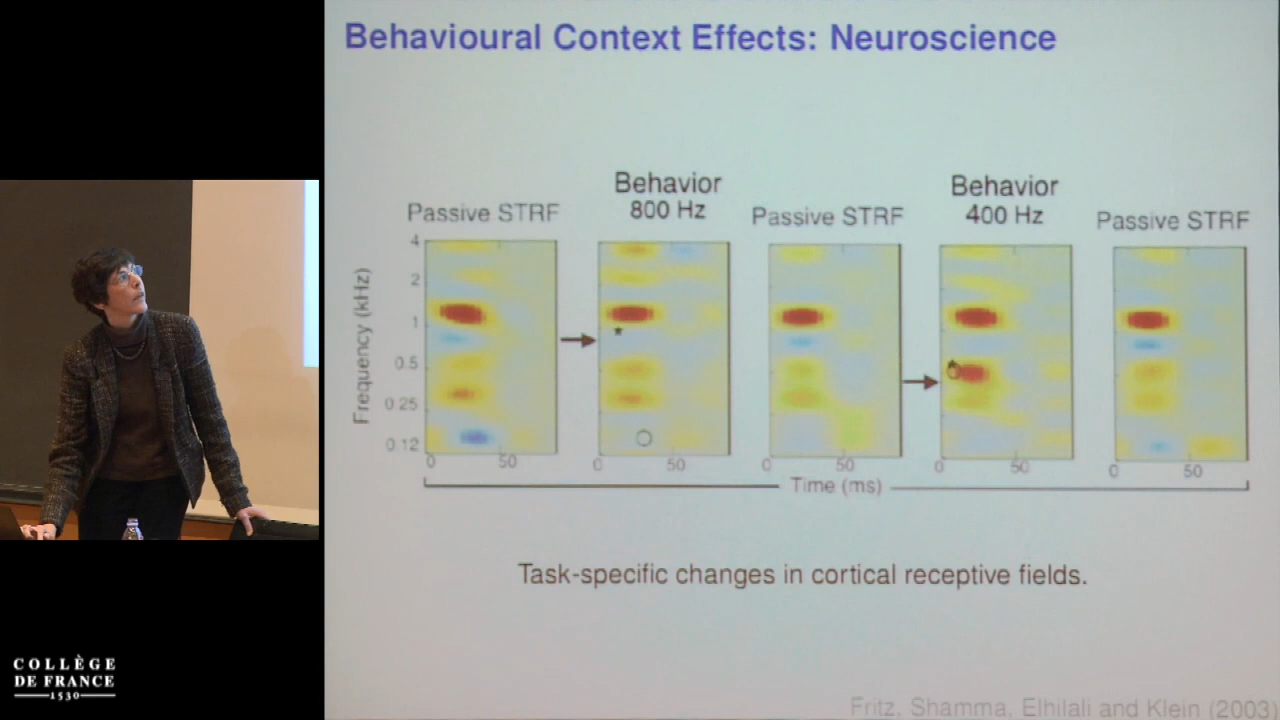 Behavioural Context Effects: Neuroscience
Behavior
800 Hz
Behavior
400 Hz
Passive STRF
Passive STRF
Passive STRF
Frequency (kHz)
4
2
1
0.5
0.25
0.12
0 50
0 50
0 50
0 50
0 50
Time (ms)
Task-specific changes in cortical receptive fields.
Fritz, Shamma, Elhilali and Klein (2003)
COLLÈGE
DE FRANCE
1530